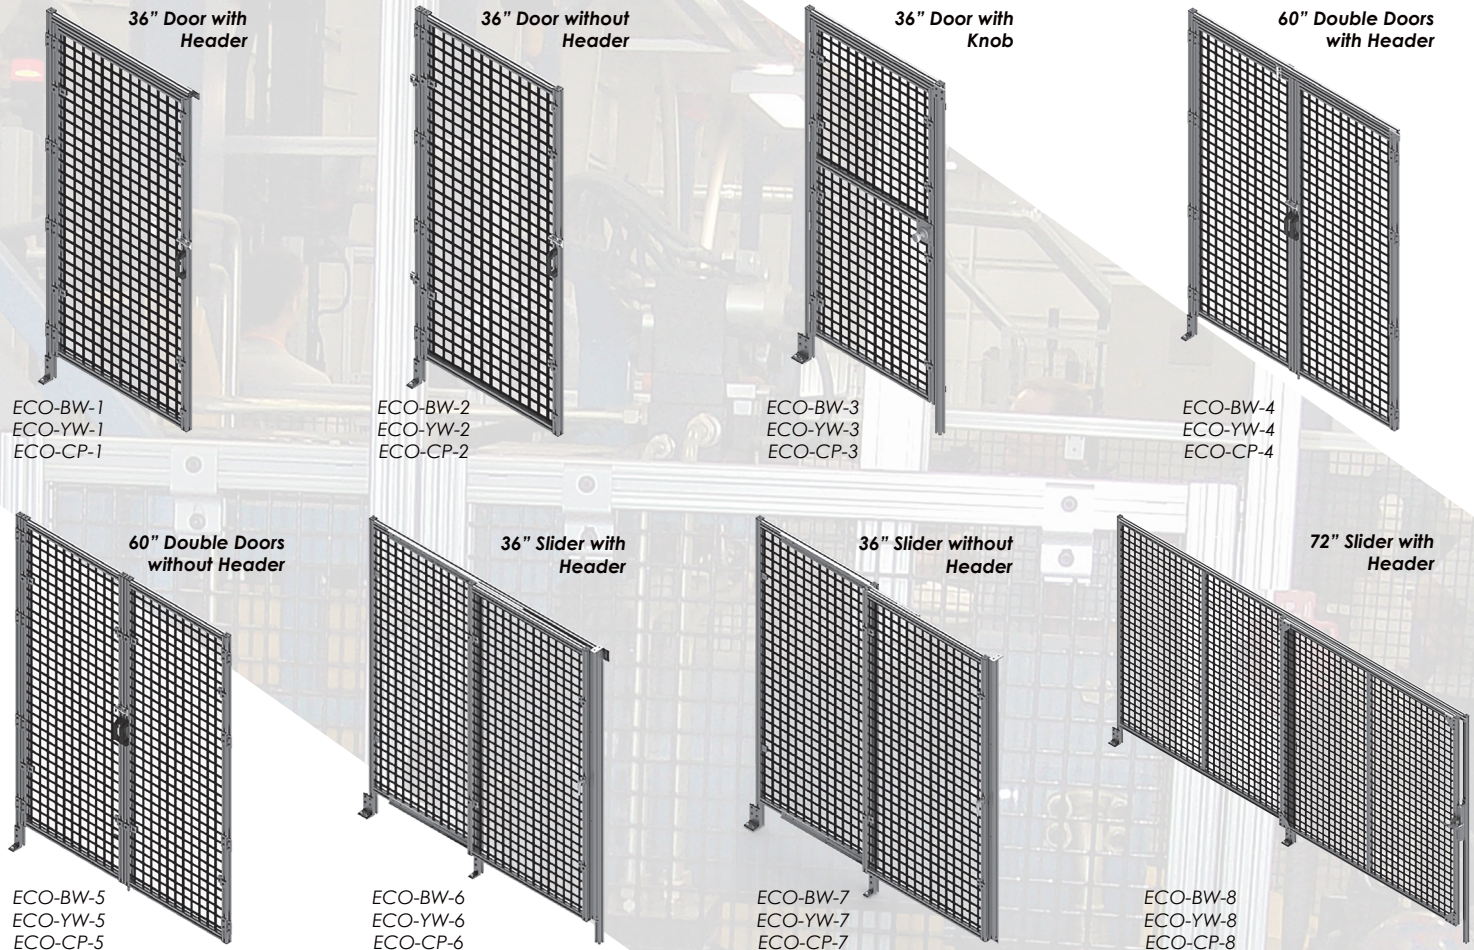 36” Door with
Header
ECO-BW-1
ECO-YW-1
ECO-CP-1
36” Door without
Header
ECO-BW-2
ECO-YW-2
ECO-CP-2
36” Door with
Knob
ECO-BW-3
ECO-YW-3
ECO-CP-3
60” Double Doors
with Header
ECO-BW-4
ECO-YW-4
ECO-CP-4
60” Double Doors
without Header
ECO-BW-5
ECO-YW-5
ECO-CP-5
36” Slider with
Header
ECO-BW-6
ECO-YW-6
ECO-CP-6
36” Slider without
Header
ECO-BW-7
ECO-YW-7
ECO-CP-7
72” Slider with
Header
ECO-BW-8
ECO-YW-8
ECO-CP-8